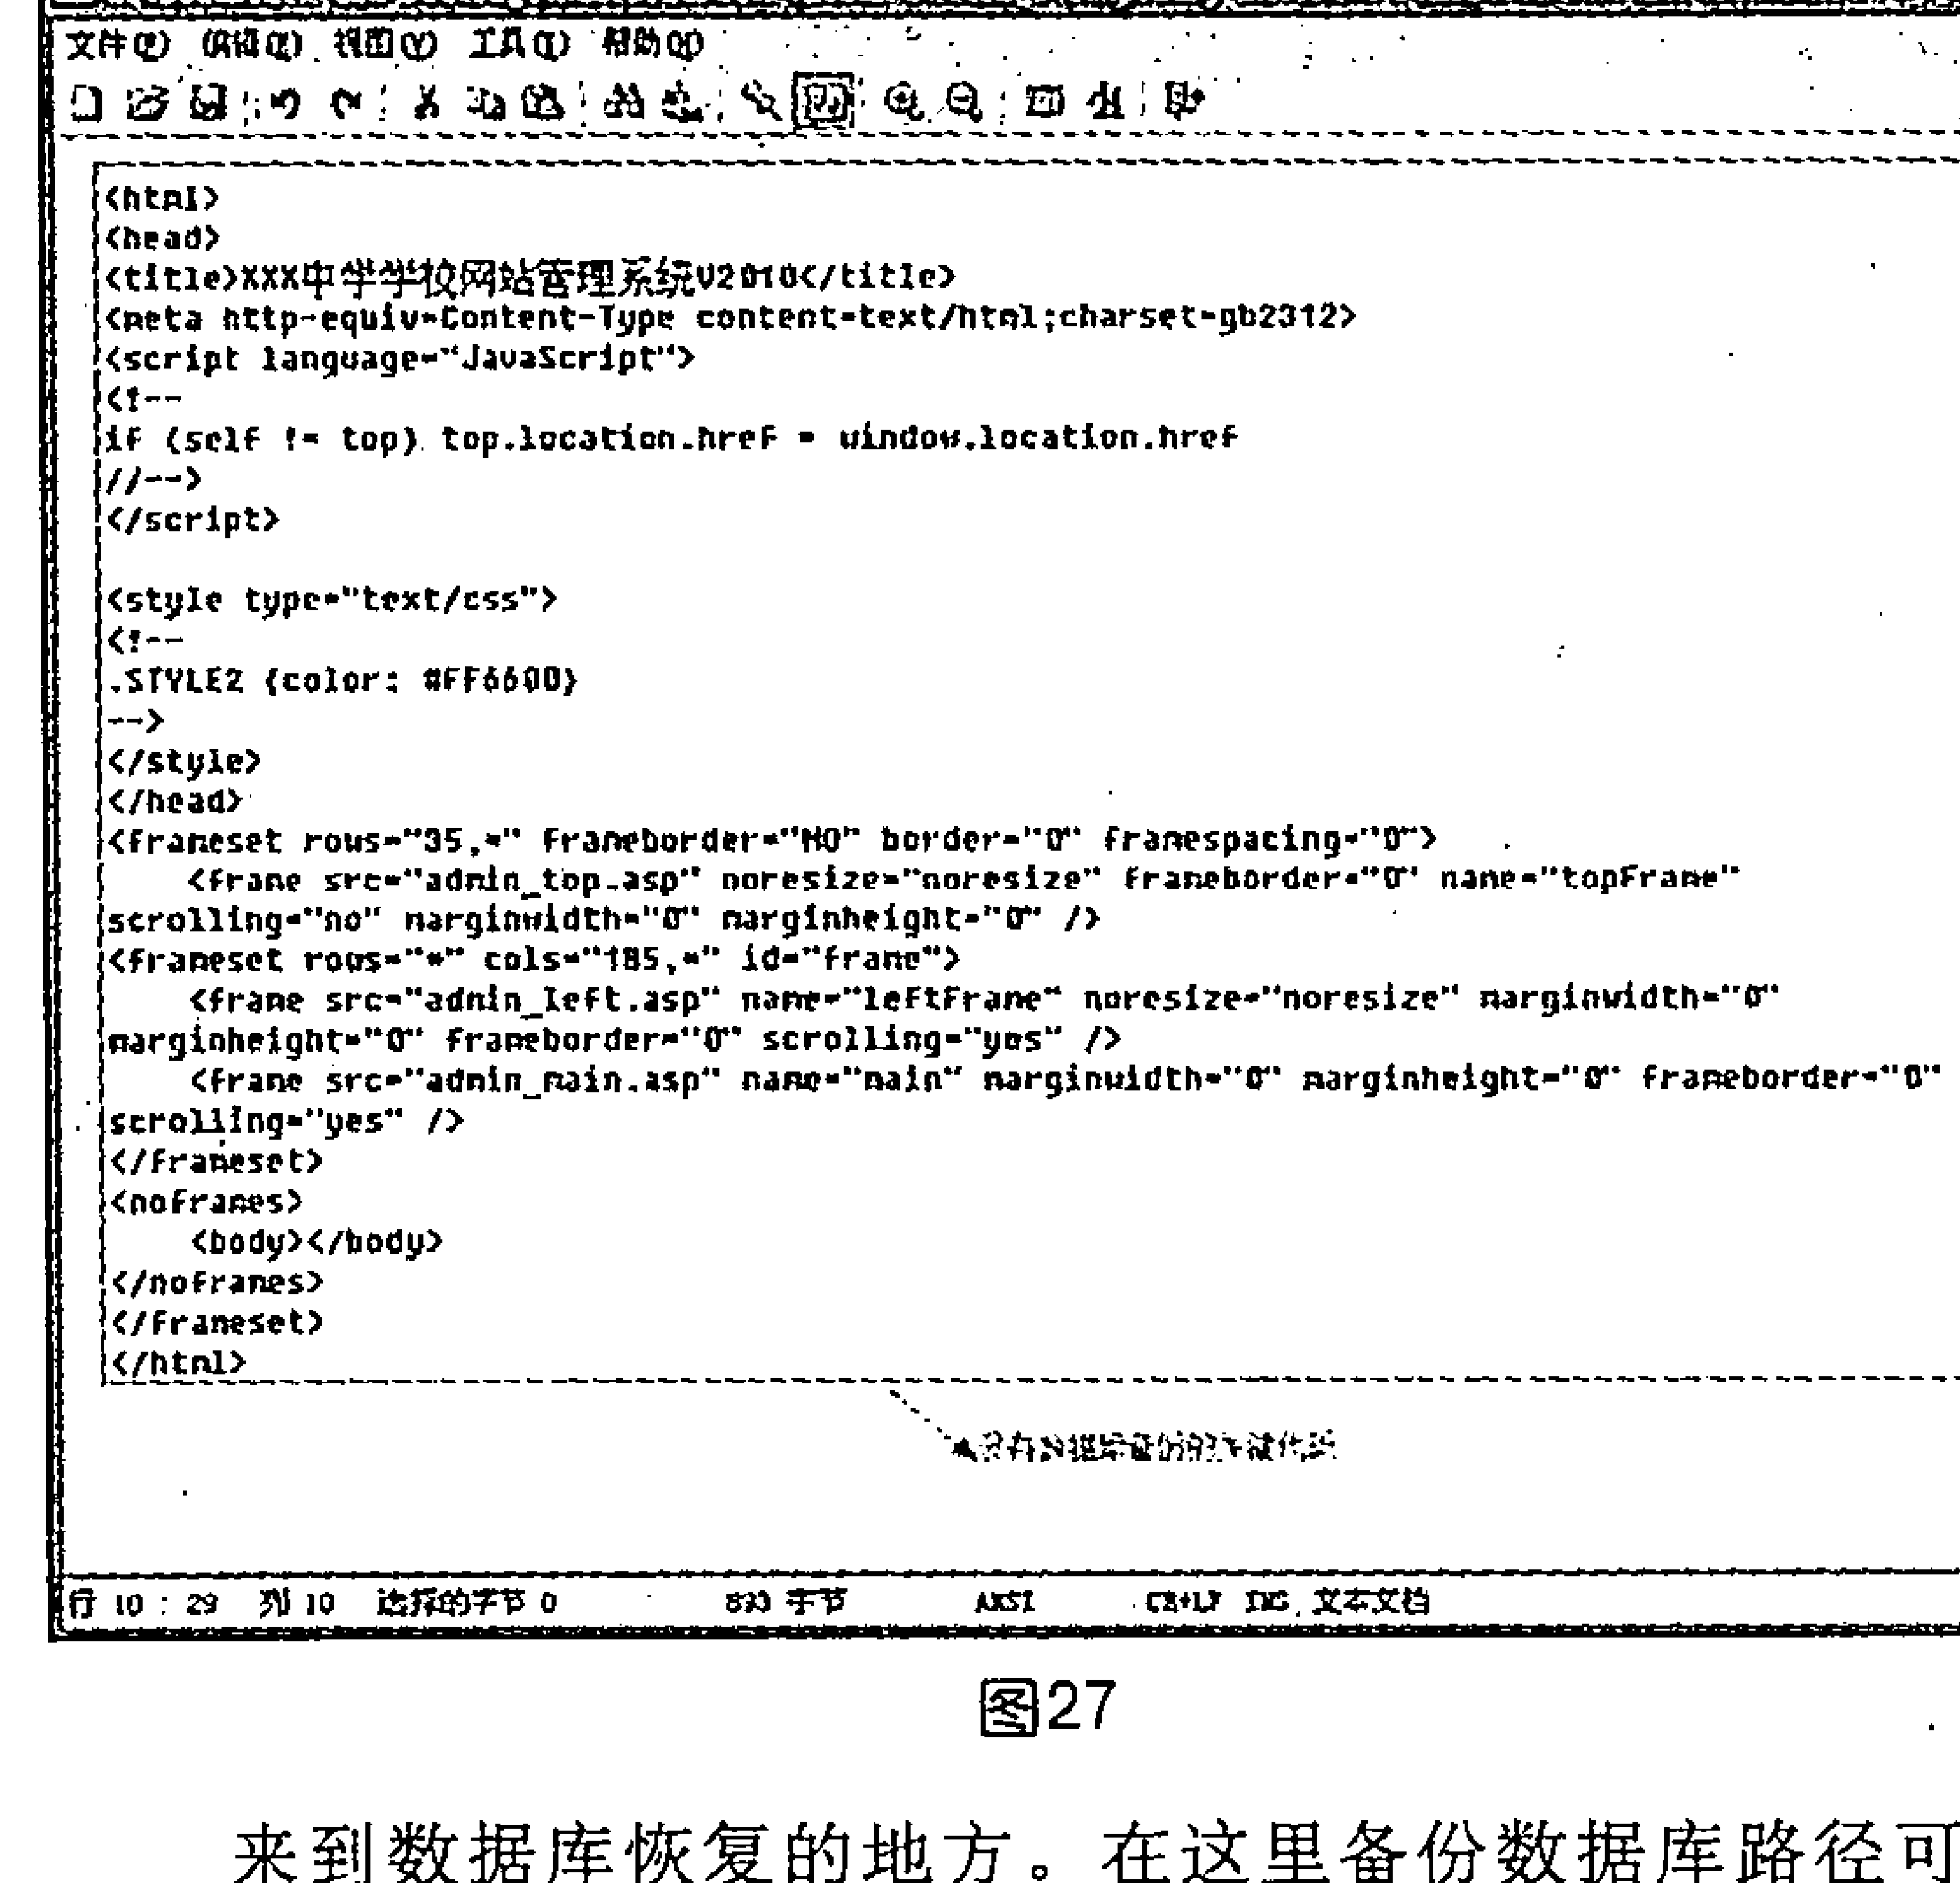 文件(F) 编辑(E) 视图(V) 工具(T) 帮助(H)
<html>
<head>
<title>XXX中学学校网站管理系统V2010</title>
<meta http-equiv=Content-Type content=text/html;charset=gb2312>
<script language="JavaScript">
<!--
if (self != top) top.location.href = window.location.href
//-->
</script>
<style type="text/css">
<!--
.STYLE2 {color: #FF6600}
-->
</style>
</head>
<frameset rows="35,*" frameborder="NO" border="0" framespacing="0">
<frame src="admin_top.asp" noresize="noresize" frameborder="0" name="topFrame"
scrolling="no" marginwidth="0" marginheight="0" />
<frameset rows="*" cols="185,*" id="frame">
<frame src="admin_left.asp" name="leftFrame" noresize="noresize" marginwidth="0"
marginheight="0" frameborder="0" scrolling="yes" />
<frame src="admin_main.asp" name="main" marginwidth="0" marginheight="0" frameborder="0"
scrolling="yes" />
</frameset>
<noframes>
<body></body>
</noframes>
</frameset>
</html>
行 10 : 29 列 10 选择的字节 0 字节 ANSI CR+LF INS 文本文档
图27
来到数据库恢复的地方。在这里备份数据库路径可